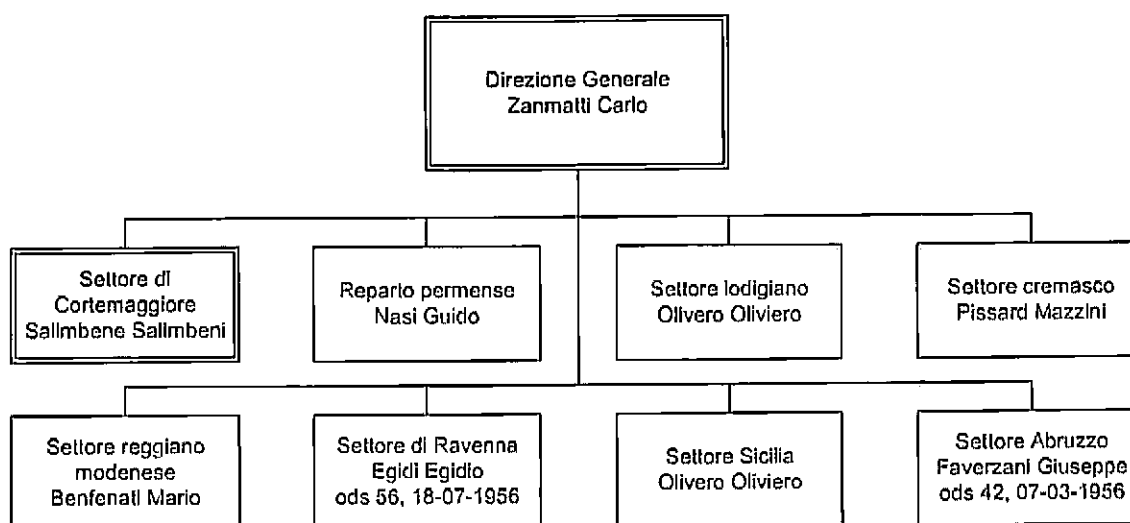 Direzione Generale
Zanmatti Carlo
Settore di
Cortemaggiore
Salimbene Salimbeni
Reparto permense
Nasi Guido
Settore lodigiano
Olivero Oliviero
Settore cremasco
Pissard Mazzini
Settore reggiano
modenese
Benfenati Mario
Settore di Ravenna
Egidi Egidio
ods 56, 18-07-1956
Settore Sicilia
Olivero Oliviero
Settore Abruzzo
Faverzani Giuseppe
ods 42, 07-03-1956